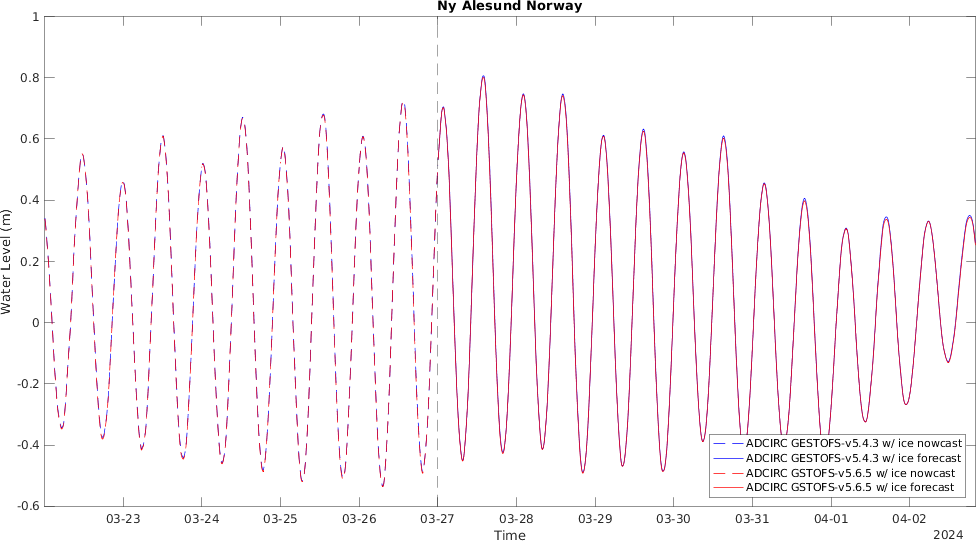 Ny Alesund Norway
1
0.8
0.6
0.4
0.2
0
-0.2
-0.4
-0.6
Water Level (m)
03-23 03-24 03-25 03-26 03-27 03-28 03-29 03-30 03-31 04-01 04-02
Time
2024
ADCIRC GESTOFS-v5.4.3 w/ ice nowcast
ADCIRC GESTOFS-v5.4.3 w/ ice forecast
ADCIRC GSTOFS-v5.6.5 w/ ice nowcast
ADCIRC GSTOFS-v5.6.5 w/ ice forecast